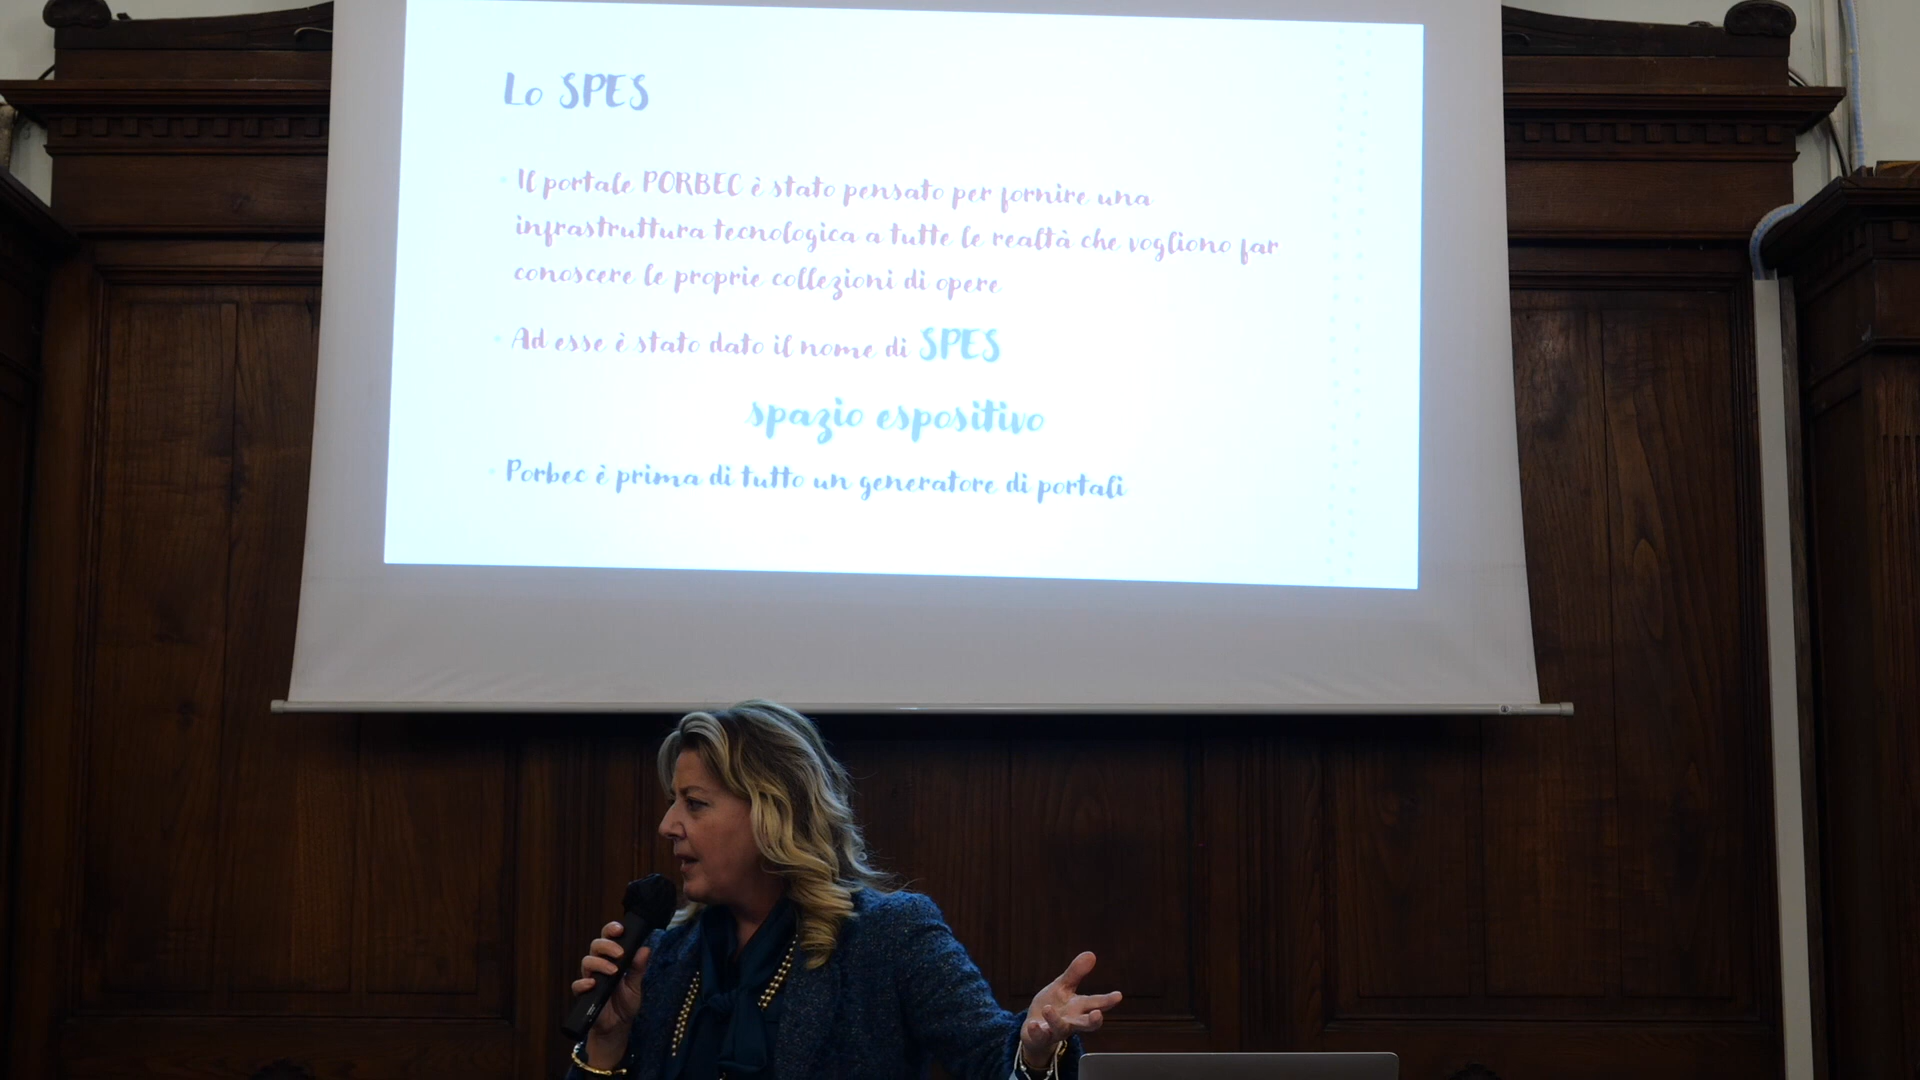 Lo SPES
Il portale PORBEC è stato pensato per fornire una
infrastruttura tecnologica a tutte le realtà che vogliono far
conoscere le proprie collezioni di opere
Ad esse è stato dato il nome di SPES
spazio espositivo
Porbec è prima di tutto un generatore di portali